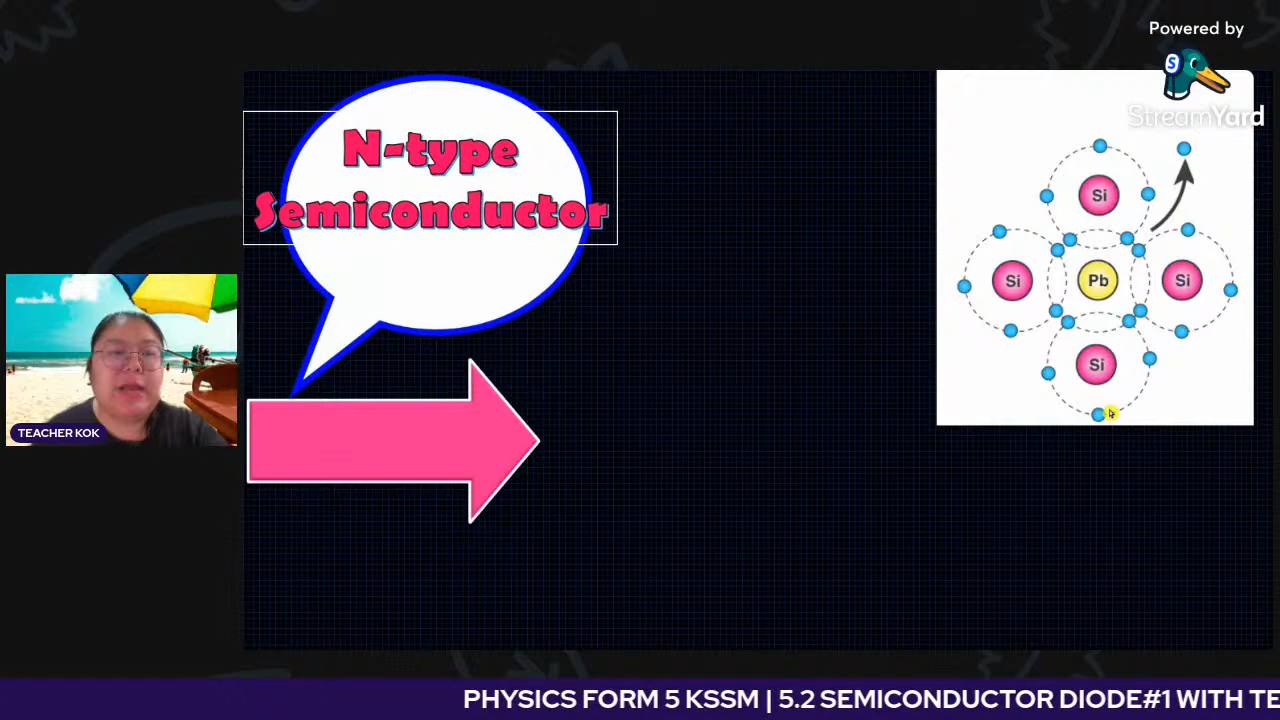 Powered by
S
StreamYard
N-type
Semiconductor
Si
Si
Pb
Si
Si
TEACHER KOK
PHYSICS FORM 5 KSSM | 5.2 SEMICONDUCTOR DIODE#1 WITH TE